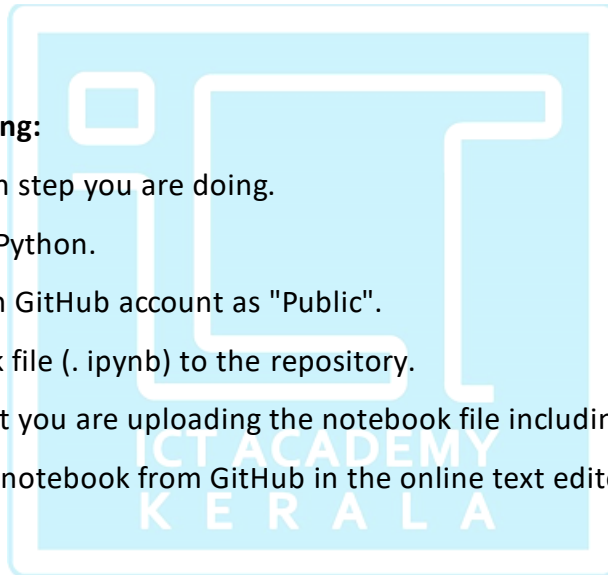 ng:
n step you are doing.
Python.
n GitHub account as "Public".
k file (. ipynb) to the repository.
t you are uploading the notebook file includin
notebook from GitHub in the online text edit
ICT ACADEMY
KERALA